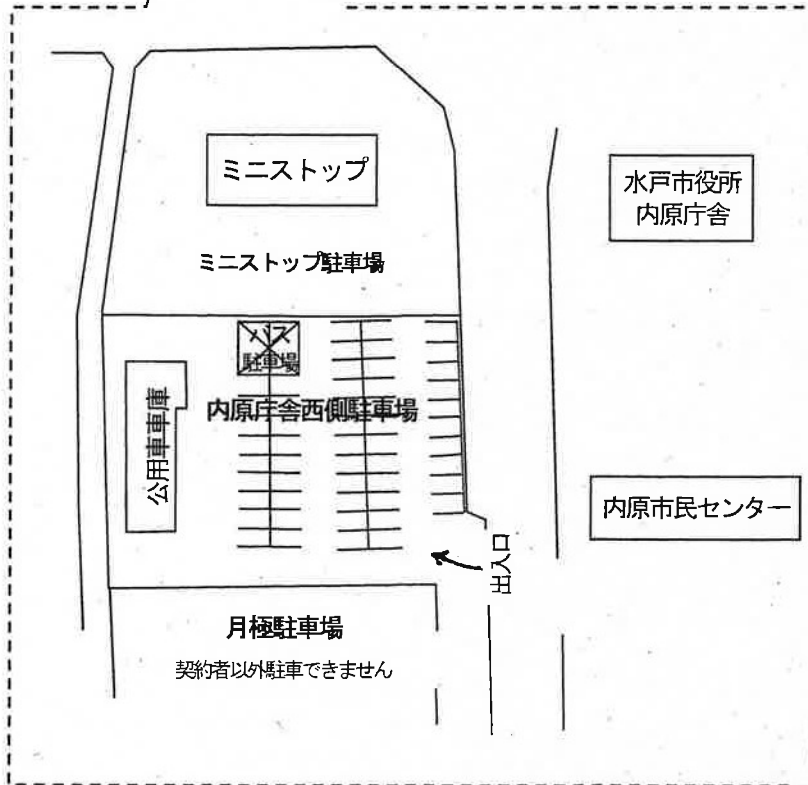 ミニストップ
水戸市役所
内原庁舎
ミニストップ駐車場
バス
駐車場
内原庁舎西側駐車場
公用車車庫
内原市民センター
出入口
月極駐車場
契約者以外駐車できません